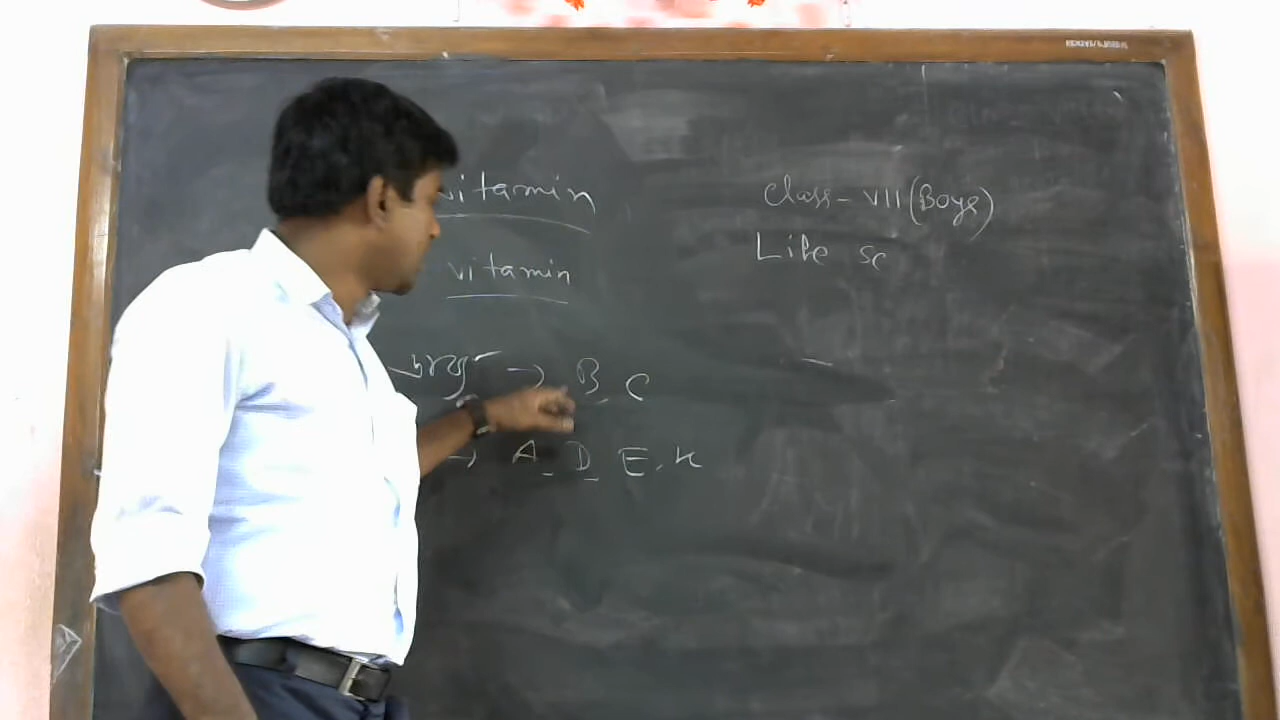 vitamin
Class - VII (Boys)
Life sc
vitamin
→ B, C
→ A, D, E, K